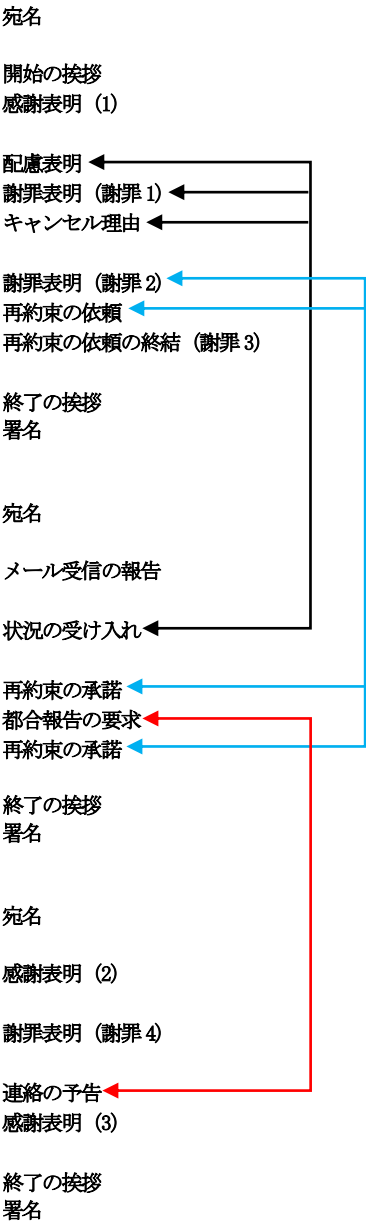 宛名
開始の挨拶
感謝表明（1）
配慮表明
謝罪表明（謝罪 1）
キャンセル理由
謝罪表明（謝罪 2）
再約束の依頼
再約束の依頼の終結（謝罪 3）
終了の挨拶
署名
宛名
メール受信の報告
状況の受け入れ
再約束の承諾
都合報告の要求
再約束の承諾
終了の挨拶
署名
宛名
感謝表明（2）
謝罪表明（謝罪 4）
連絡の予告
感謝表明（3）
終了の挨拶
署名